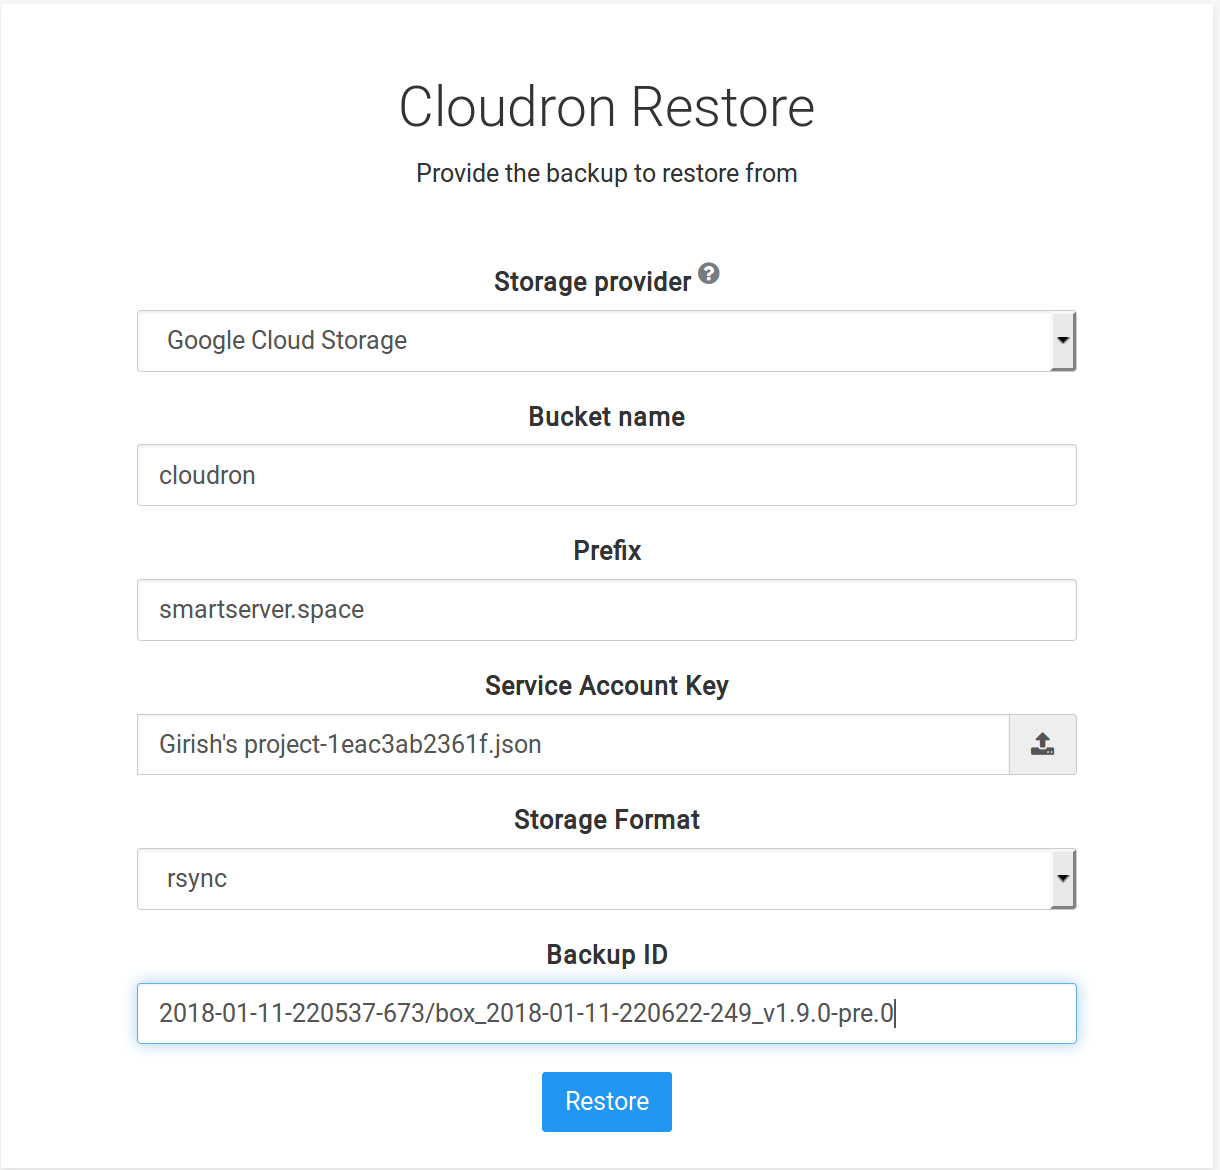 Cloudron Restore
Provide the backup to restore from
Storage provider ?
Google Cloud Storage
Bucket name
cloudron
Prefix
smartserver.space
Service Account Key
Girish's project-1eac3ab2361f.json
Storage Format
rsync
Backup ID
2018-01-11-220537-673/box_2018-01-11-220622-249_v1.9.0-pre.0
Restore